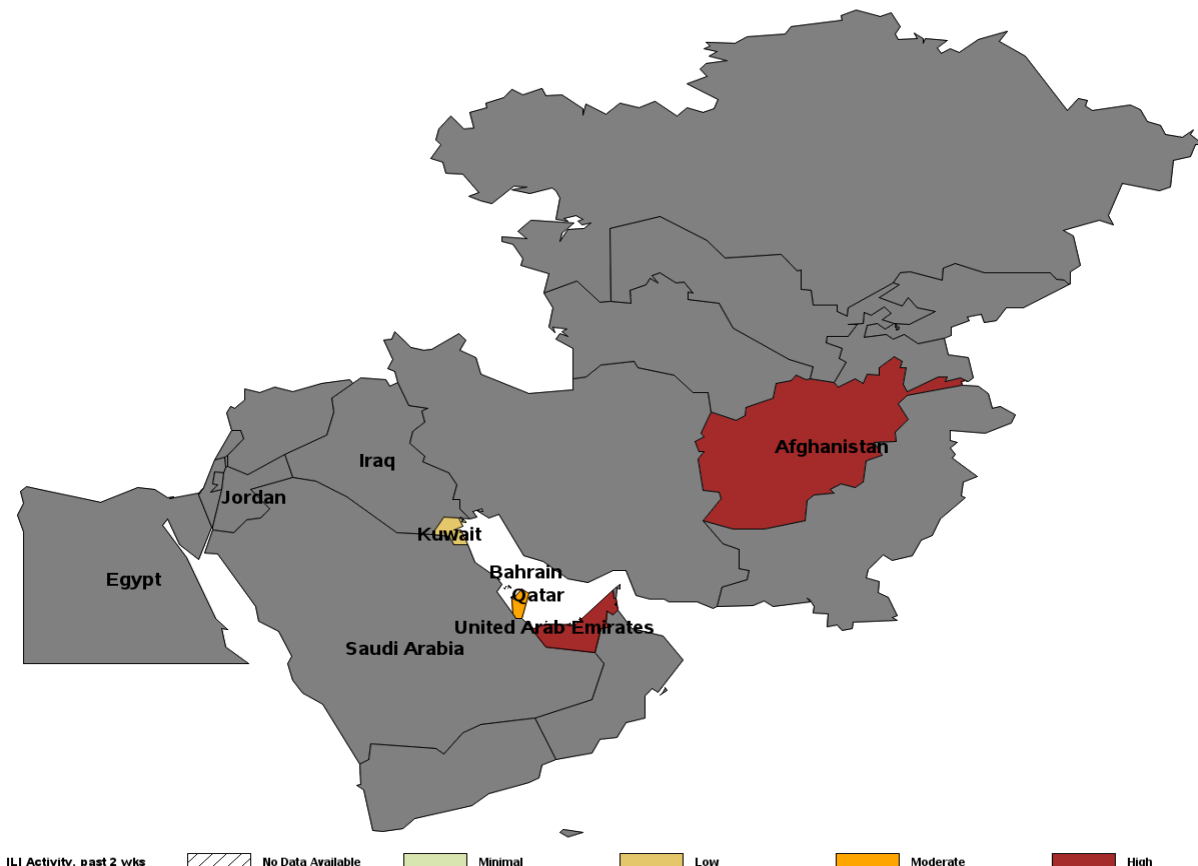 Afghanistan
Iraq
Jordan
Kuwait
Bahrain
Egypt
Qatar
United Arab Emirates
Saudi Arabia
ILI Activity, past 2 wks No Data Available Minimal Low Moderate High